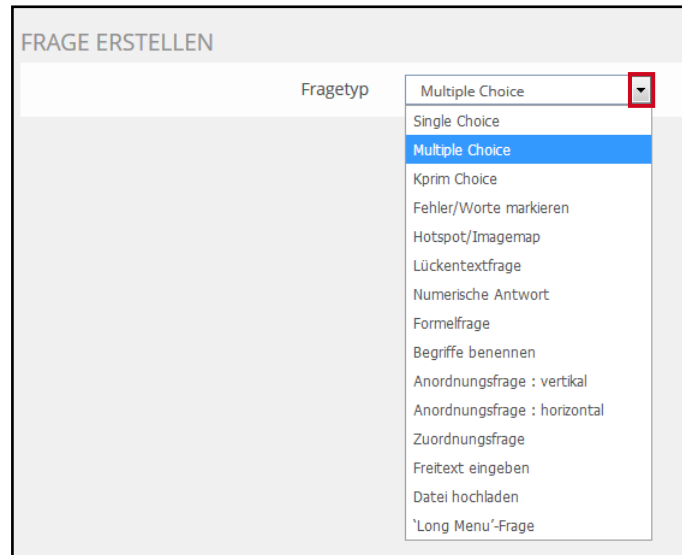 FRAGE ERSTELLEN
Fragetyp Multiple Choice
Single Choice
Multiple Choice
Kprim Choice
Fehler/Worte markieren
Hotspot/Imagemap
Lückentextfrage
Numerische Antwort
Formelfrage
Begriffe benennen
Anordnungsfrage : vertikal
Anordnungsfrage : horizontal
Zuordnungsfrage
Freitext eingeben
Datei hochladen
‘Long Menu’-Frage